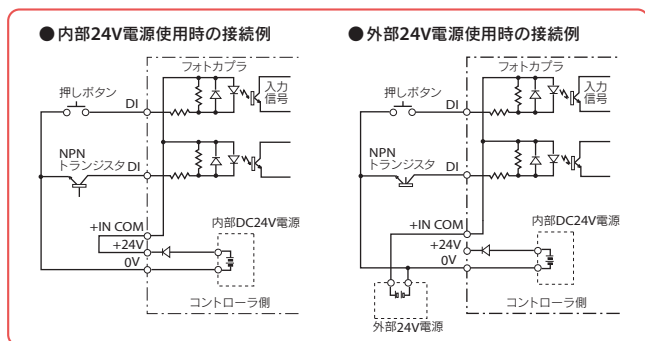 ●内部24V電源使用時の接続例
フォトカプラ
押しボタン
DI
入力
信号
NPN
トランジスタ
DI
+IN COM
内部DC24V電源
+24V
0V
コントローラ側
●外部24V電源使用時の接続例
フォトカプラ
押しボタン
DI
入力
信号
NPN
トランジスタ
DI
+IN COM
内部DC24V電源
+24V
0V
コントローラ側
外部24V電源